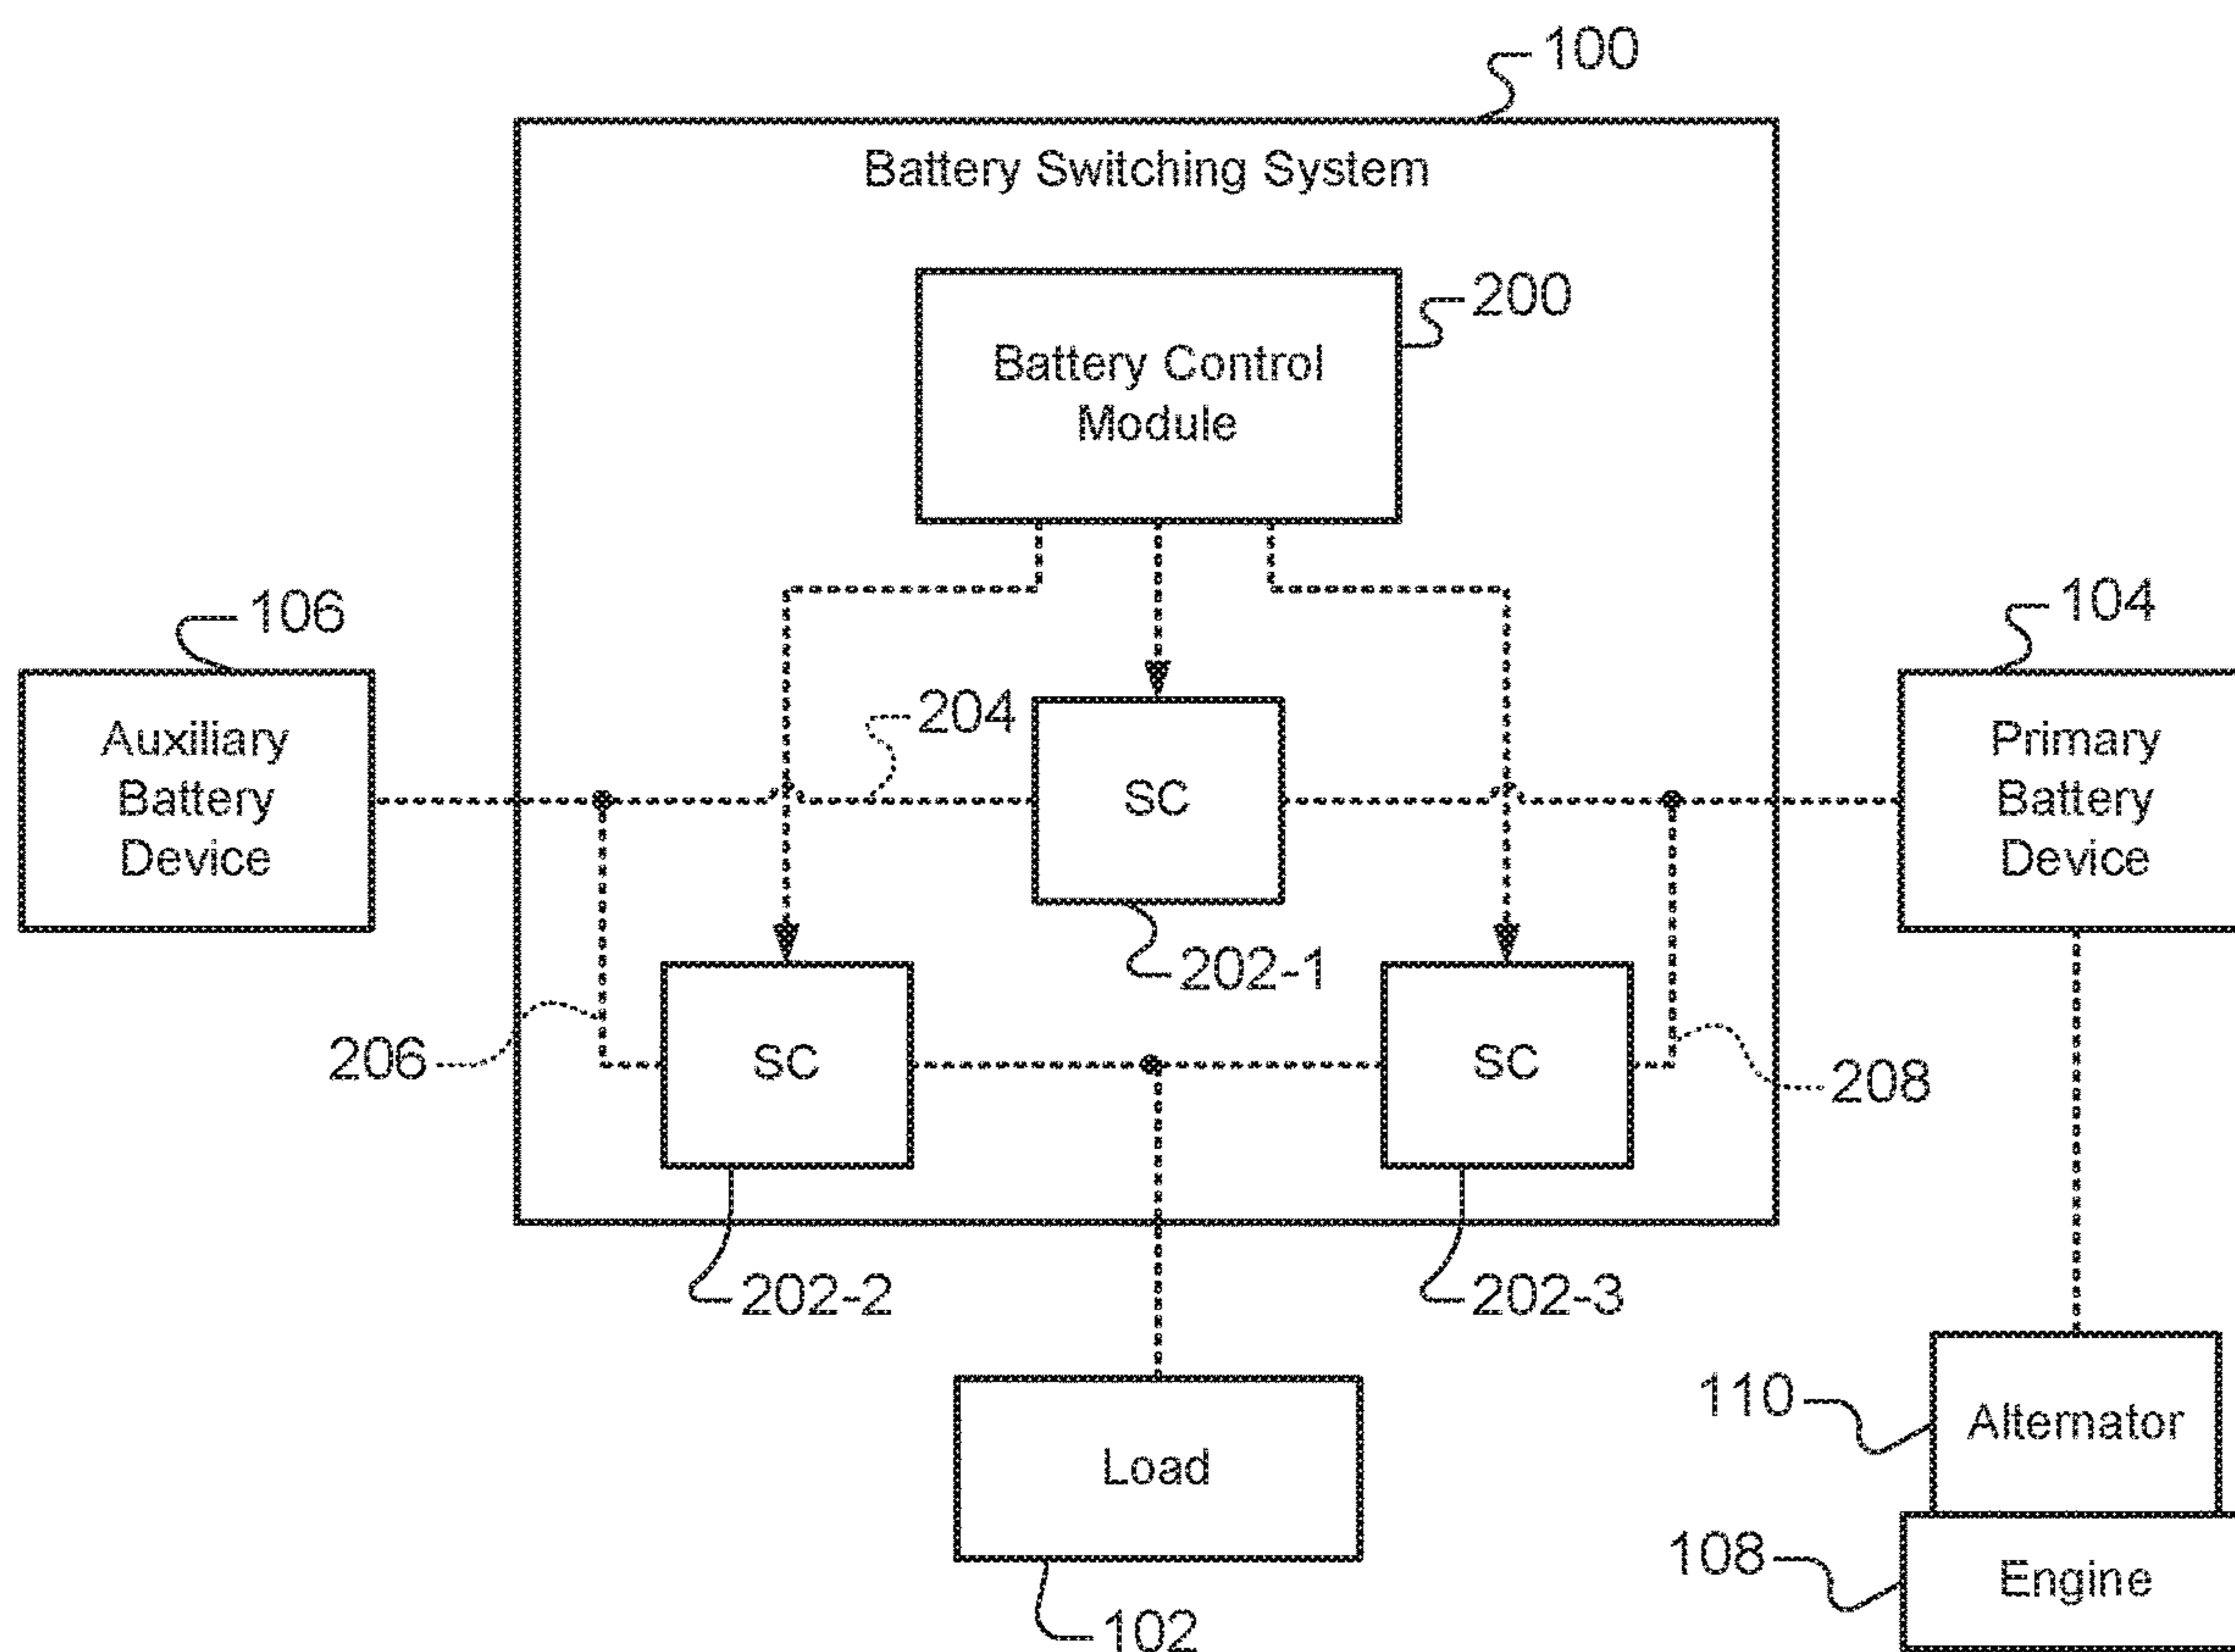 100
Battery Switching System
200
Battery Control
Module
106
104
Auxiliary
Battery
Device
204
SC
Primary
Battery
Device
202-1
206
SC
SC
208
202-2
202-3
110
Alternator
Load
108
Engine
102